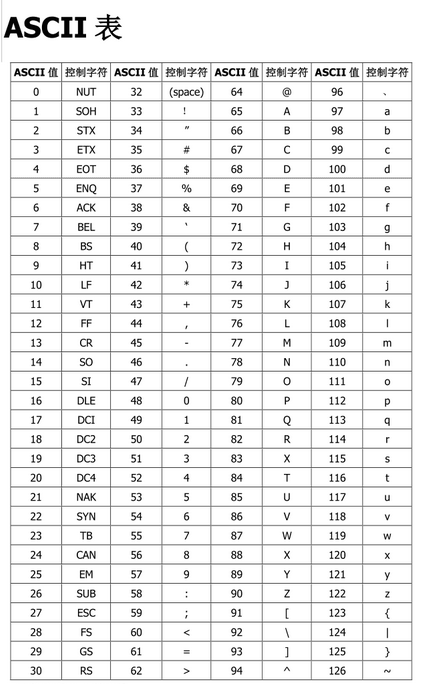 ASCII 表
ASCII 值 控制字符 ASCII 值 控制字符 ASCII 值 控制字符 ASCII 值 控制字符
0 NUT 32 (space) 64 @ 96 、
1 SOH 33 ! 65 A 97 a
2 STX 34 ” 66 B 98 b
3 ETX 35 # 67 C 99 c
4 EOT 36 $ 68 D 100 d
5 ENQ 37 % 69 E 101 e
6 ACK 38 & 70 F 102 f
7 BEL 39 ‵ 71 G 103 g
8 BS 40 ( 72 H 104 h
9 HT 41 ) 73 I 105 i
10 LF 42 * 74 J 106 j
11 VT 43 + 75 K 107 k
12 FF 44 , 76 L 108 l
13 CR 45 - 77 M 109 m
14 SO 46 . 78 N 110 n
15 SI 47 / 79 O 111 o
16 DLE 48 0 80 P 112 p
17 DCI 49 1 81 Q 113 q
18 DC2 50 2 82 R 114 r
19 DC3 51 3 83 X 115 s
20 DC4 52 4 84 T 116 t
21 NAK 53 5 85 U 117 u
22 SYN 54 6 86 V 118 v
23 TB 55 7 87 W 119 w
24 CAN 56 8 88 X 120 x
25 EM 57 9 89 Y 121 y
26 SUB 58 : 90 Z 122 z
27 ESC 59 ; 91 [ 123 {
28 FS 60 < 92 \ 124 |
29 GS 61 = 93 ] 125 }
30 RS 62 > 94 ^ 126 ~